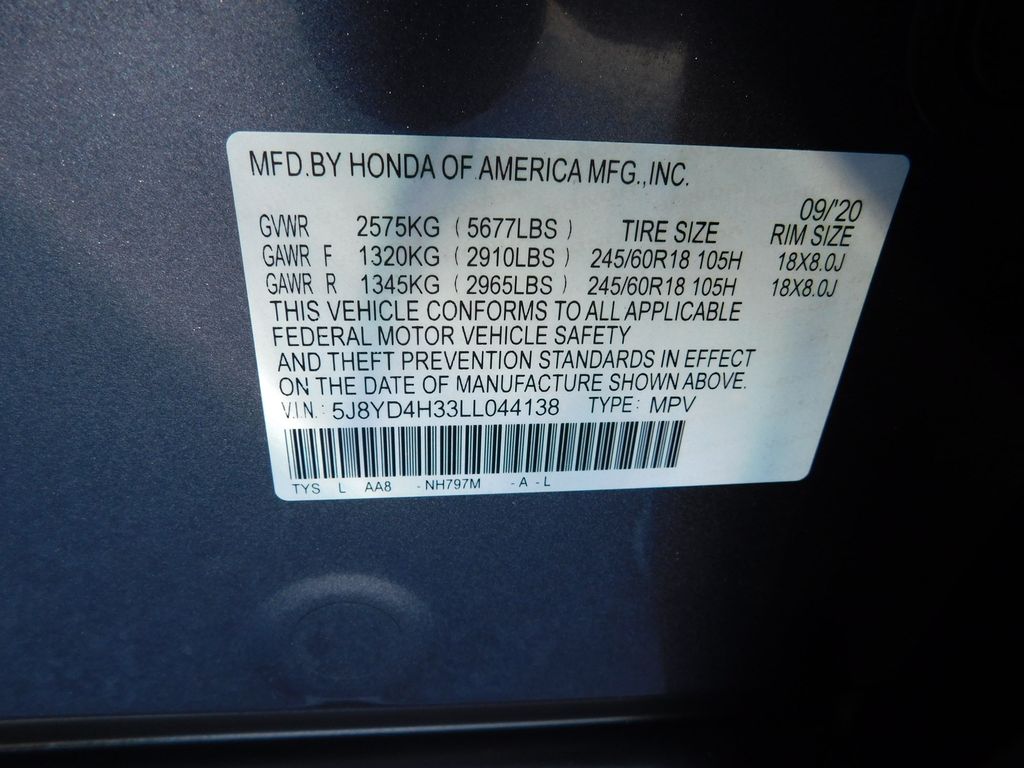 MFD.BY HONDA OF AMERICA MFG.,INC.
09/'20
GVWR 2575KG ( 5677LBS ) TIRE SIZE RIM SIZE
GAWR F 1320KG ( 2910LBS ) 245/60R18 105H 18X8.0J
GAWR R 1345KG ( 2965LBS ) 245/60R18 105H 18X8.0J
THIS VEHICLE CONFORMS TO ALL APPLICABLE
FEDERAL MOTOR VEHICLE SAFETY
AND THEFT PREVENTION STANDARDS IN EFFECT
ON THE DATE OF MANUFACTURE SHOWN ABOVE.
V.I.N. : 5J8YD4H33LL044138 TYPE: MPV
TYS L AA8 -NH797M -A -L